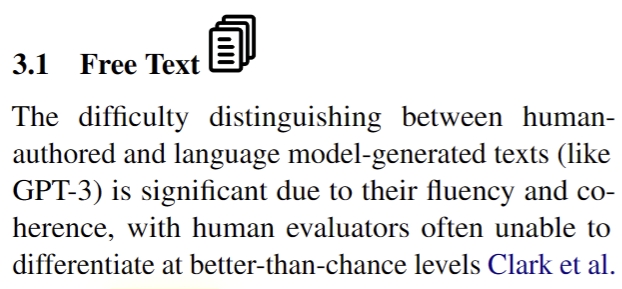 3.1 Free Text
The difficulty distinguishing between human-
authored and language model-generated texts (like
GPT-3) is significant due to their fluency and co-
herence, with human evaluators often unable to
differentiate at better-than-chance levels Clark et al.